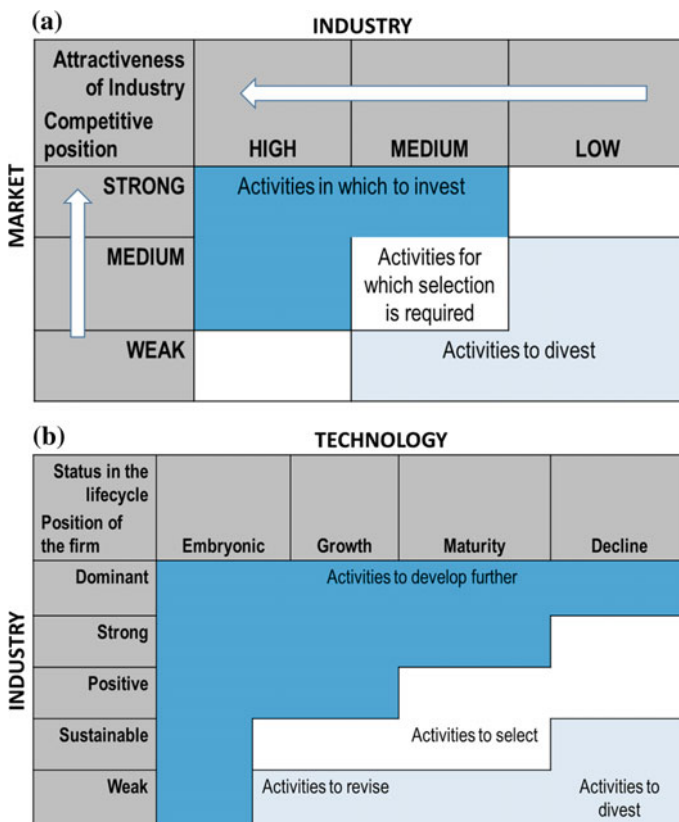 (a)
INDUSTRY
Attractiveness
of Industry
Competitive
position
HIGH
MEDIUM
LOW
MARKET
STRONG
Activities in which to invest
MEDIUM
Activities for
which selection
is required
WEAK
Activities to divest
(b)
TECHNOLOGY
Status in the
lifecycle
Position of
the firm
Embryonic
Growth
Maturity
Decline
INDUSTRY
Dominant
Activities to develop further
Strong
Positive
Sustainable
Activities to select
Weak
Activities to revise
Activities to
divest